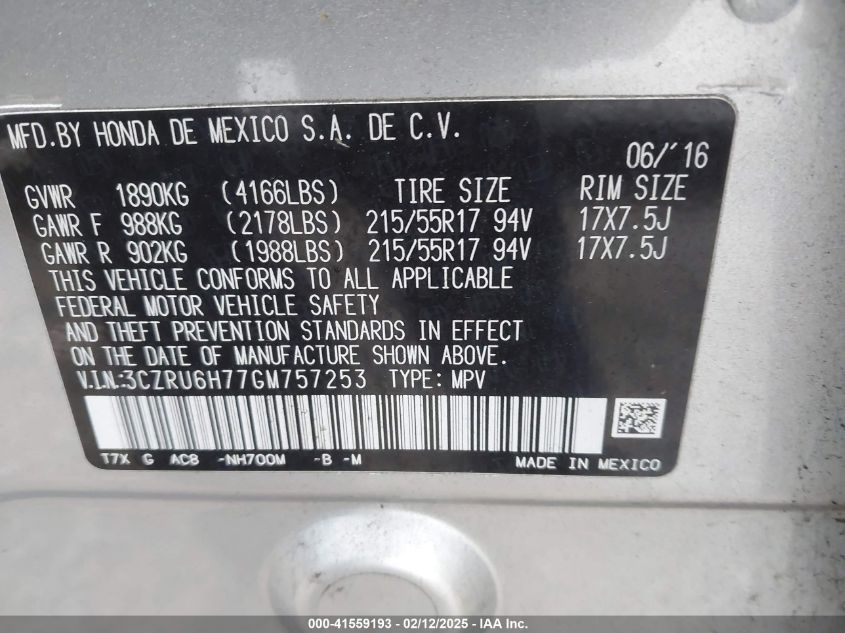 MFD.BY HONDA DE MEXICO S.A. DE C.V.
06/'16
GVWR 1890KG (4166LBS) TIRE SIZE RIM SIZE
GAWR F 988KG (2178LBS) 215/55R17 94V 17X7.5J
GAWR R 902KG (1988LBS) 215/55R17 94V 17X7.5J
THIS VEHICLE CONFORMS TO ALL APPLICABLE
FEDERAL MOTOR VEHICLE SAFETY
AND THEFT PREVENTION STANDARDS IN EFFECT
ON THE DATE OF MANUFACTURE SHOWN ABOVE.
V.I.N.:3CZRU6H77GM757253 TYPE: MPV
T7X G AC8 -NH700M -B -M MADE IN MEXICO
000-41559193 - 02/12/2025 - IAA Inc.